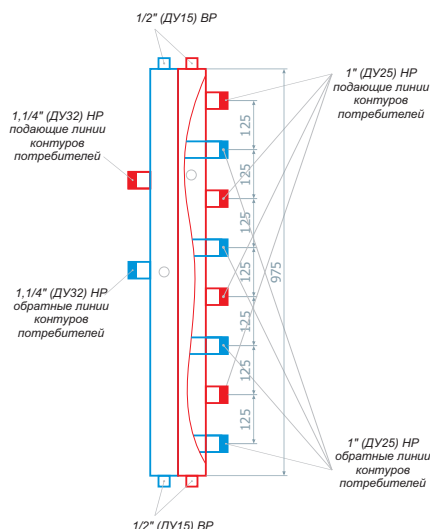 1/2" (ДУ15) ВР
1" (ДУ25) НР
подающие линии
контуров
потребителей
1,1/4" (ДУ32) НР
подающие линии
контуров
потребителей
125
125
125
125
975
1,1/4" (ДУ32) НР
обратные линии
контуров
потребителей
125
125
125
1" (ДУ25) НР
обратные линии
контуров
потребителей
1/2" (ДУ15) ВР